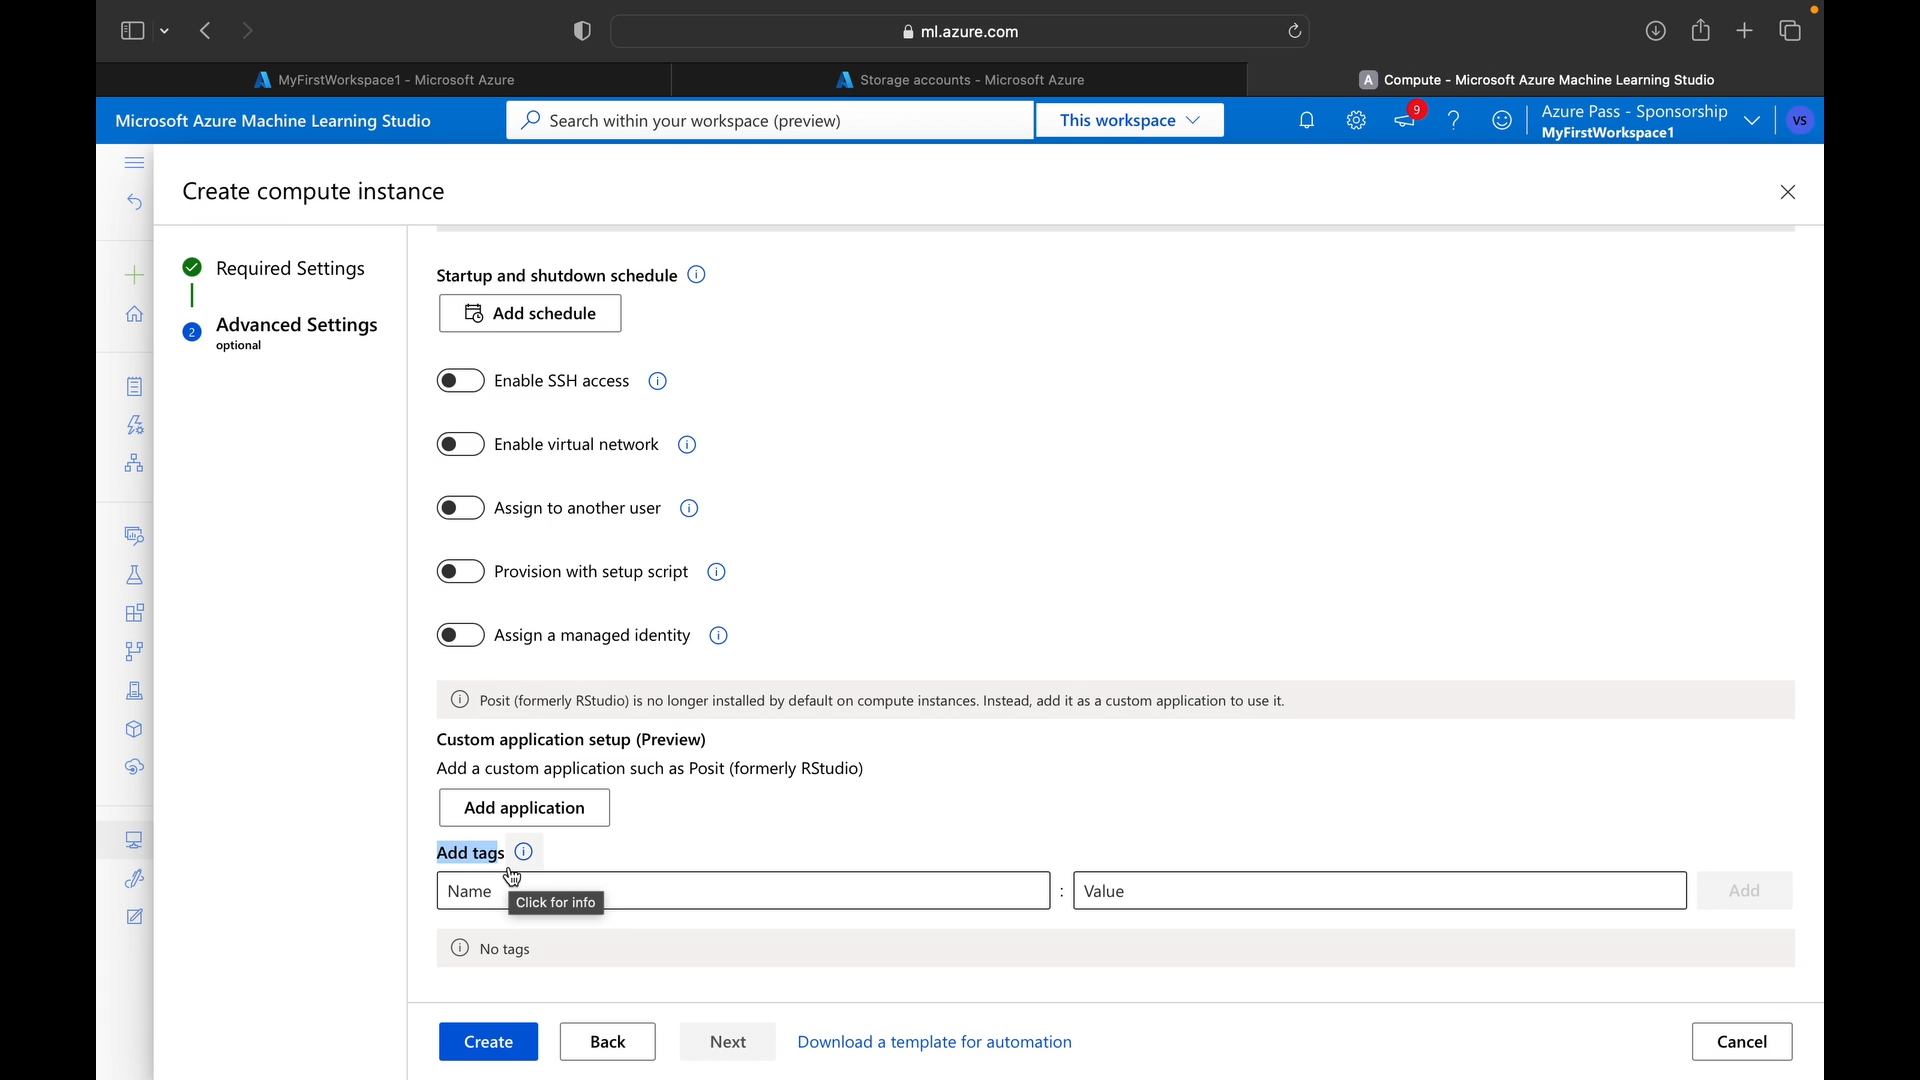 ml.azure.com
MyFirstWorkspace1 - Microsoft Azure
Storage accounts - Microsoft Azure
A Compute - Microsoft Azure Machine Learning Studio
Microsoft Azure Machine Learning Studio
Search within your workspace (preview)
This workspace
9
Azure Pass - Sponsorship
MyFirstWorkspace1
VS
Create compute instance
Required Settings
2 Advanced Settings
optional
Startup and shutdown schedule
Add schedule
Enable SSH access
Enable virtual network
Assign to another user
Provision with setup script
Assign a managed identity
Posit (formerly RStudio) is no longer installed by default on compute instances. Instead, add it as a custom application to use it.
Custom application setup (Preview)
Add a custom application such as Posit (formerly RStudio)
Add application
Add tags
Name : Value Add
Click for info
No tags
Create Back Next Download a template for automation Cancel